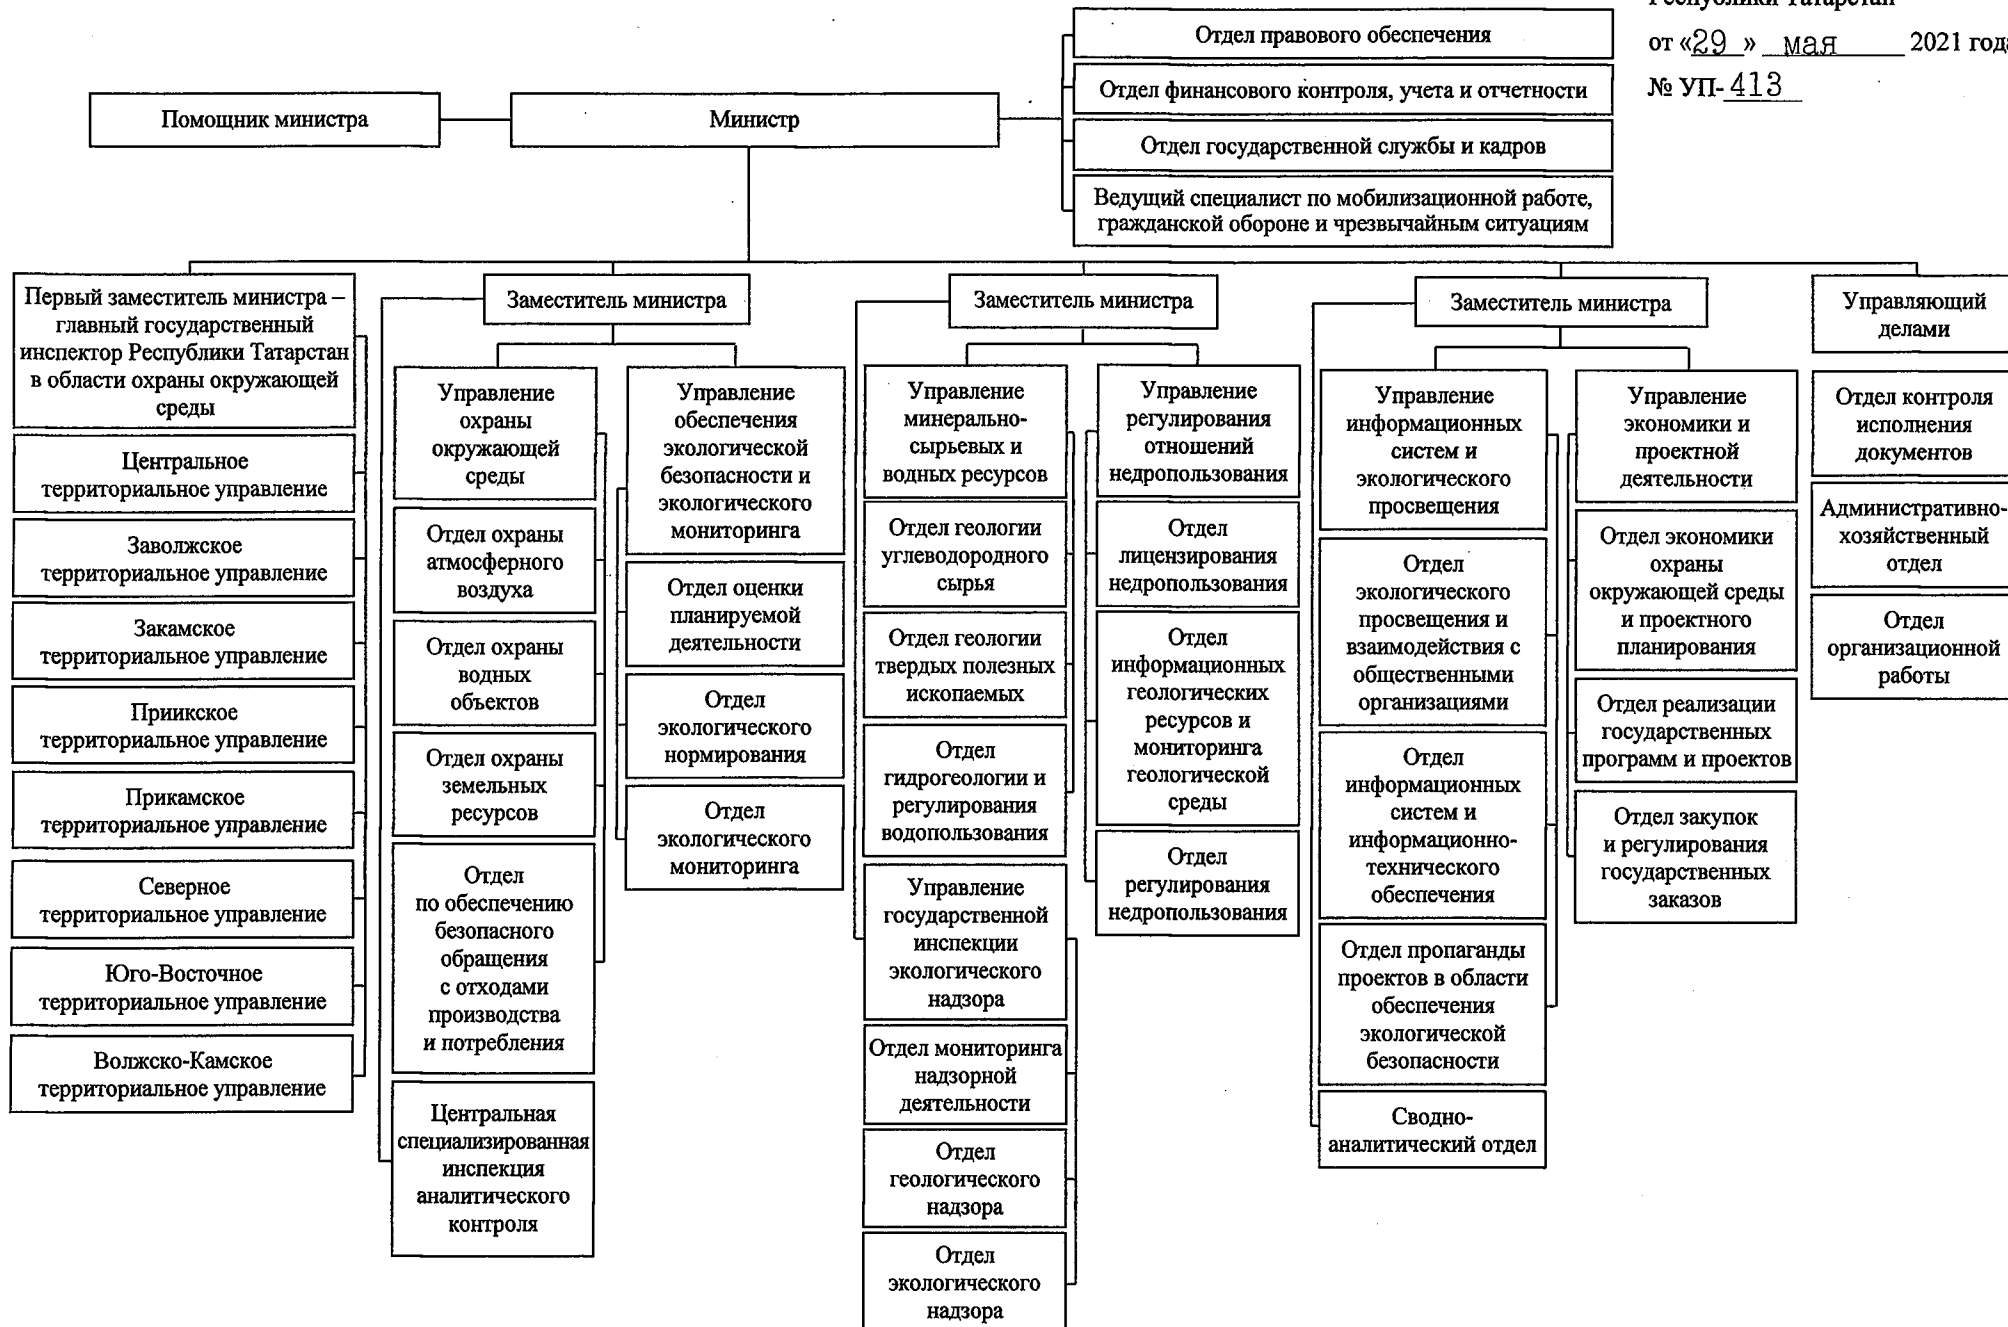 Республики Татарстан
от «29 » мая 2021 года
№ УП-413
Отдел правового обеспечения
Отдел финансового контроля, учета и отчетности
Отдел государственной службы и кадров
Ведущий специалист по мобилизационной работе,
гражданской обороне и чрезвычайным ситуациям
Помощник министра
Министр
Первый заместитель министра –
главный государственный
инспектор Республики Татарстан
в области охраны окружающей
среды
Центральное
территориальное управление
Заволжское
территориальное управление
Закамское
территориальное управление
Приикское
территориальное управление
Прикамское
территориальное управление
Северное
территориальное управление
Юго-Восточное
территориальное управление
Волжско-Камское
территориальное управление
Заместитель министра
Управление
охраны
окружающей
среды
Отдел охраны
атмосферного
воздуха
Отдел охраны
водных
объектов
Отдел охраны
земельных
ресурсов
Отдел
по обеспечению
безопасного
обращения
с отходами
производства
и потребления
Центральная
специализированная
инспекция
аналитического
контроля
Управление
обеспечения
экологической
безопасности и
экологического
мониторинга
Отдел оценки
планируемой
деятельности
Отдел
экологического
нормирования
Отдел
экологического
мониторинга
Заместитель министра
Управление
минерально-
сырьевых и
водных ресурсов
Отдел геологии
углеводородного
сырья
Отдел геологии
твердых полезных
ископаемых
Отдел
гидрогеологии и
регулирования
водопользования
Управление
государственной
инспекции
экологического
надзора
Отдел мониторинга
надзорной
деятельности
Отдел
геологического
надзора
Отдел
экологического
надзора
Управление
регулирования
отношений
недропользования
Отдел
лицензирования
недропользования
Отдел
информационных
геологических
ресурсов и
мониторинга
геологической
среды
Отдел
регулирования
недропользования
Заместитель министра
Управление
информационных
систем и
экологического
просвещения
Отдел
экологического
просвещения и
взаимодействия с
общественными
организациями
Отдел
информационных
систем и
информационно-
технического
обеспечения
Отдел пропаганды
проектов в области
обеспечения
экологической
безопасности
Сводно-
аналитический отдел
Управление
экономики и
проектной
деятельности
Отдел экономики
охраны
окружающей среды
и проектного
планирования
Отдел реализации
государственных
программ и проектов
Отдел закупок
и регулирования
государственных
заказов
Управляющий
делами
Отдел контроля
исполнения
документов
Административно-
хозяйственный
отдел
Отдел
организационной
работы